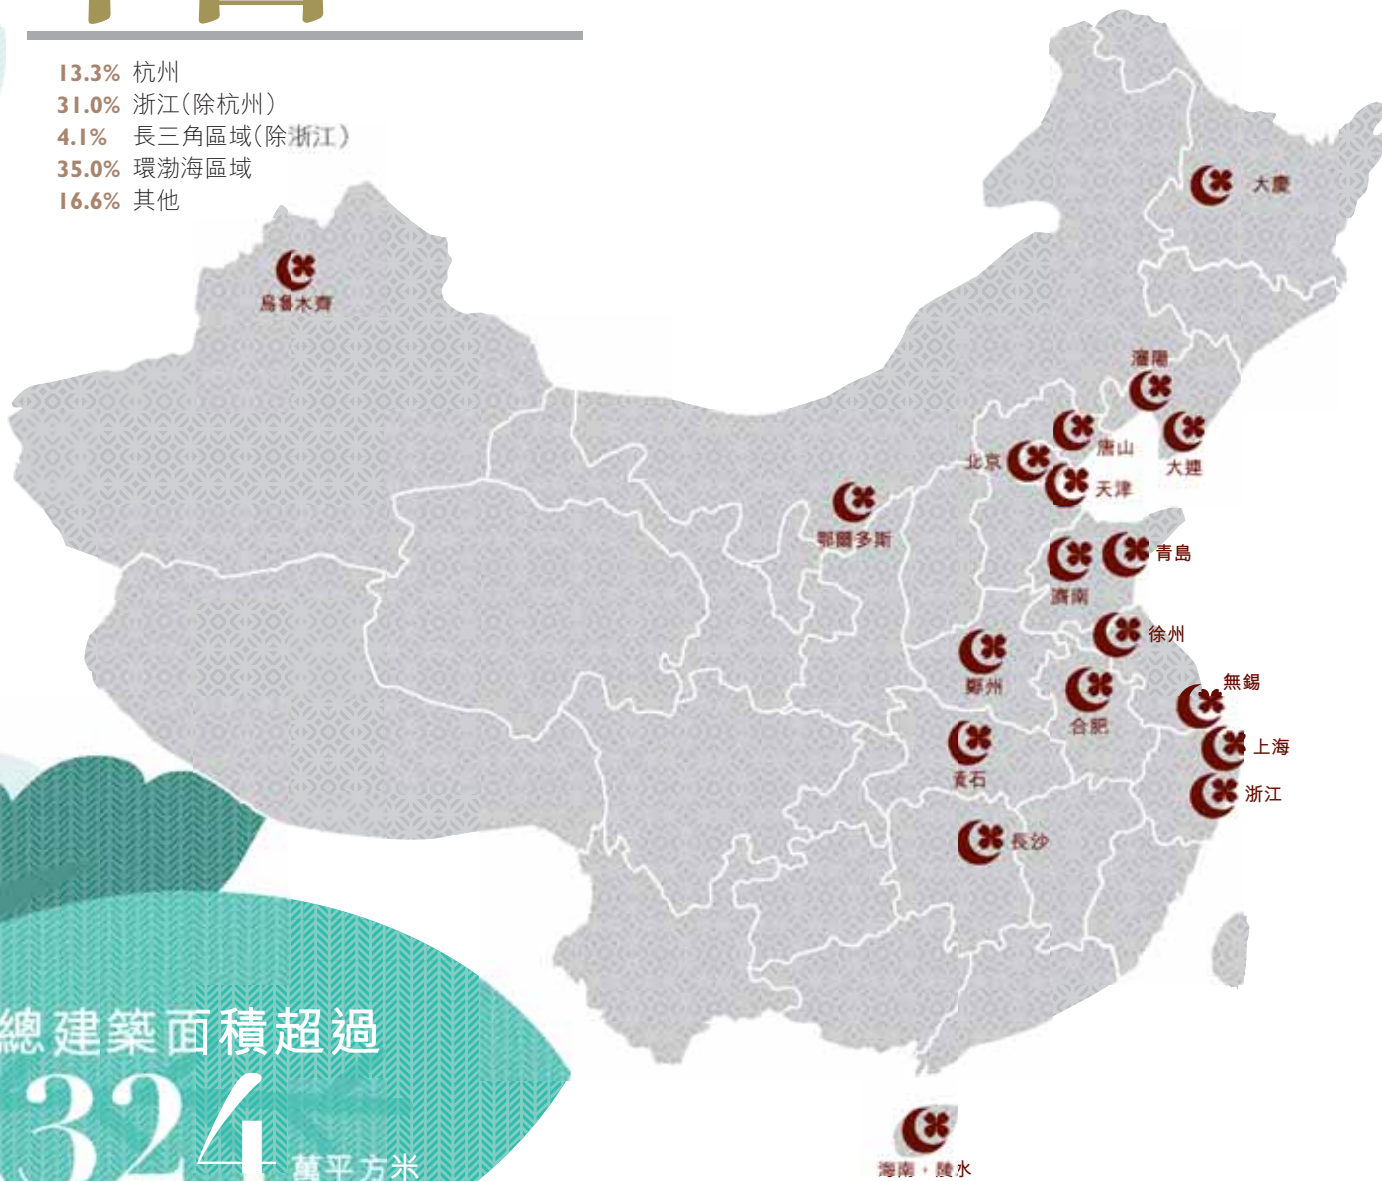 13.3% 杭州
31.0% 浙江(除杭州)
4.1% 長三角區域(除浙江)
35.0% 環渤海區域
16.6% 其他
大慶
烏魯木齊
瀋陽
唐山
北京
大連
天津
鄂爾多斯
青島
濟南
徐州
鄭州
無錫
合肥
上海
黃石
浙江
長沙
總建築面積超過
324
萬平方米
海南，陵水